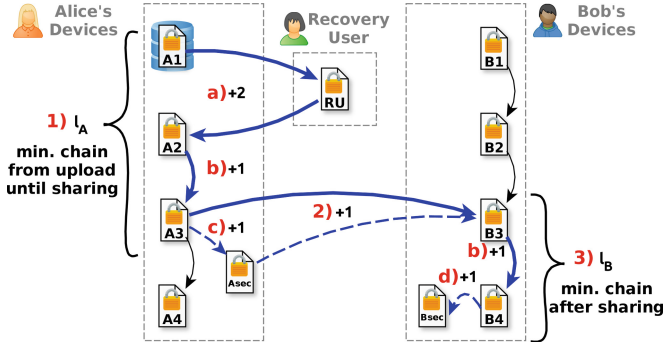 Alice's
Devices
Recovery
User
Bob's
Devices
A1
B1
a) +2
RU
1) lA
min. chain
from upload
until sharing
A2
B2
b) +1
A3
c) +1
2) +1
B3
b) +1
3) lB
min. chain
after sharing
Asec
d) +1
A4
Bsec
B4